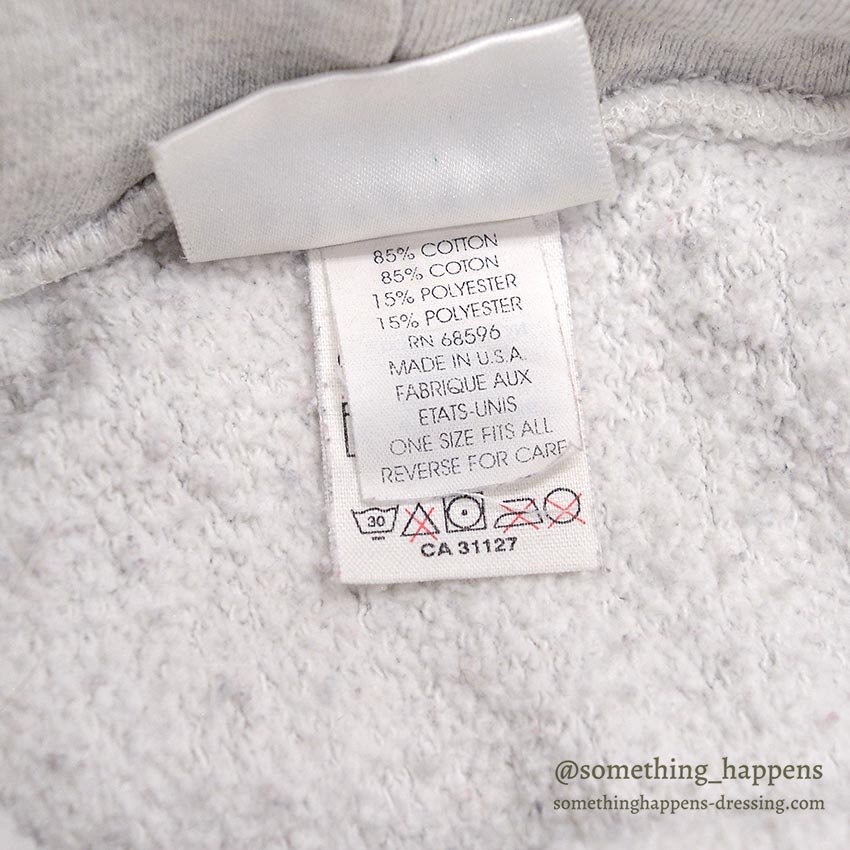 85% COTTON
85% COTON
15% POLYESTER
15% POLYESTER
RN 68596
MADE IN U.S.A.
FABRIQUE AUX
ETATS-UNIS
ONE SIZE FITS ALL
REVERSE FOR CARE
30
CA 31127
@something_happens
somethinghappens-dressing.com